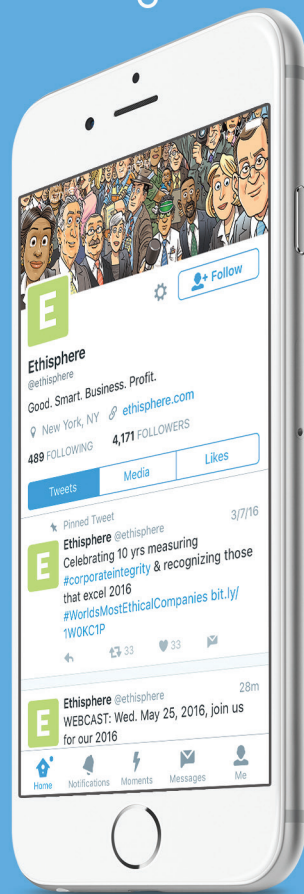 E
Follow
Ethisphere
@ethisphere
Good. Smart. Business. Profit.
New York, NY ethisphere.com
489 FOLLOWING 4,171 FOLLOWERS
Tweets Media Likes
Pinned Tweet
E
Ethisphere @ethisphere 3/7/16
Celebrating 10 yrs measuring
#corporateintegrity & recognizing those
that excel 2016
#WorldsMostEthicalCompanies bit.ly/
1W0KC1P
33 33
E
Ethisphere @ethisphere 28m
WEBCAST: Wed. May 25, 2016, join us
for our 2016
Home Notifications Moments Messages Me